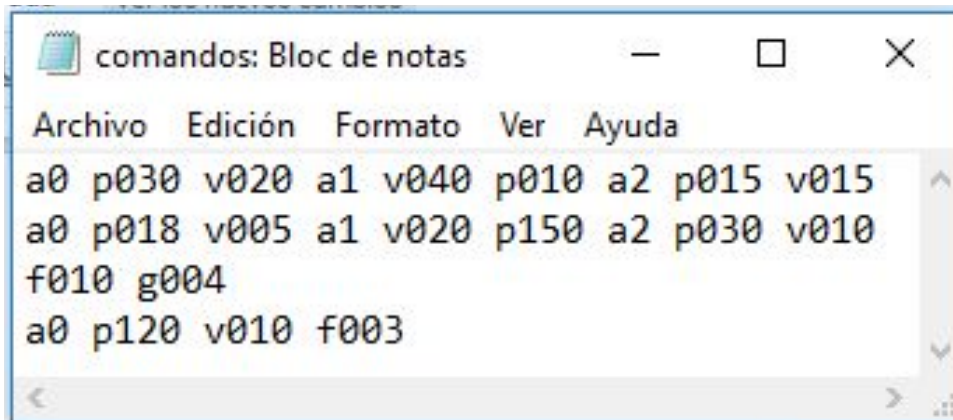 comandos: Bloc de notas
Archivo Edición Formato Ver Ayuda
a0 p030 v020 a1 v040 p010 a2 p015 v015
a0 p018 v005 a1 v020 p150 a2 p030 v010
f010 g004
a0 p120 v010 f003